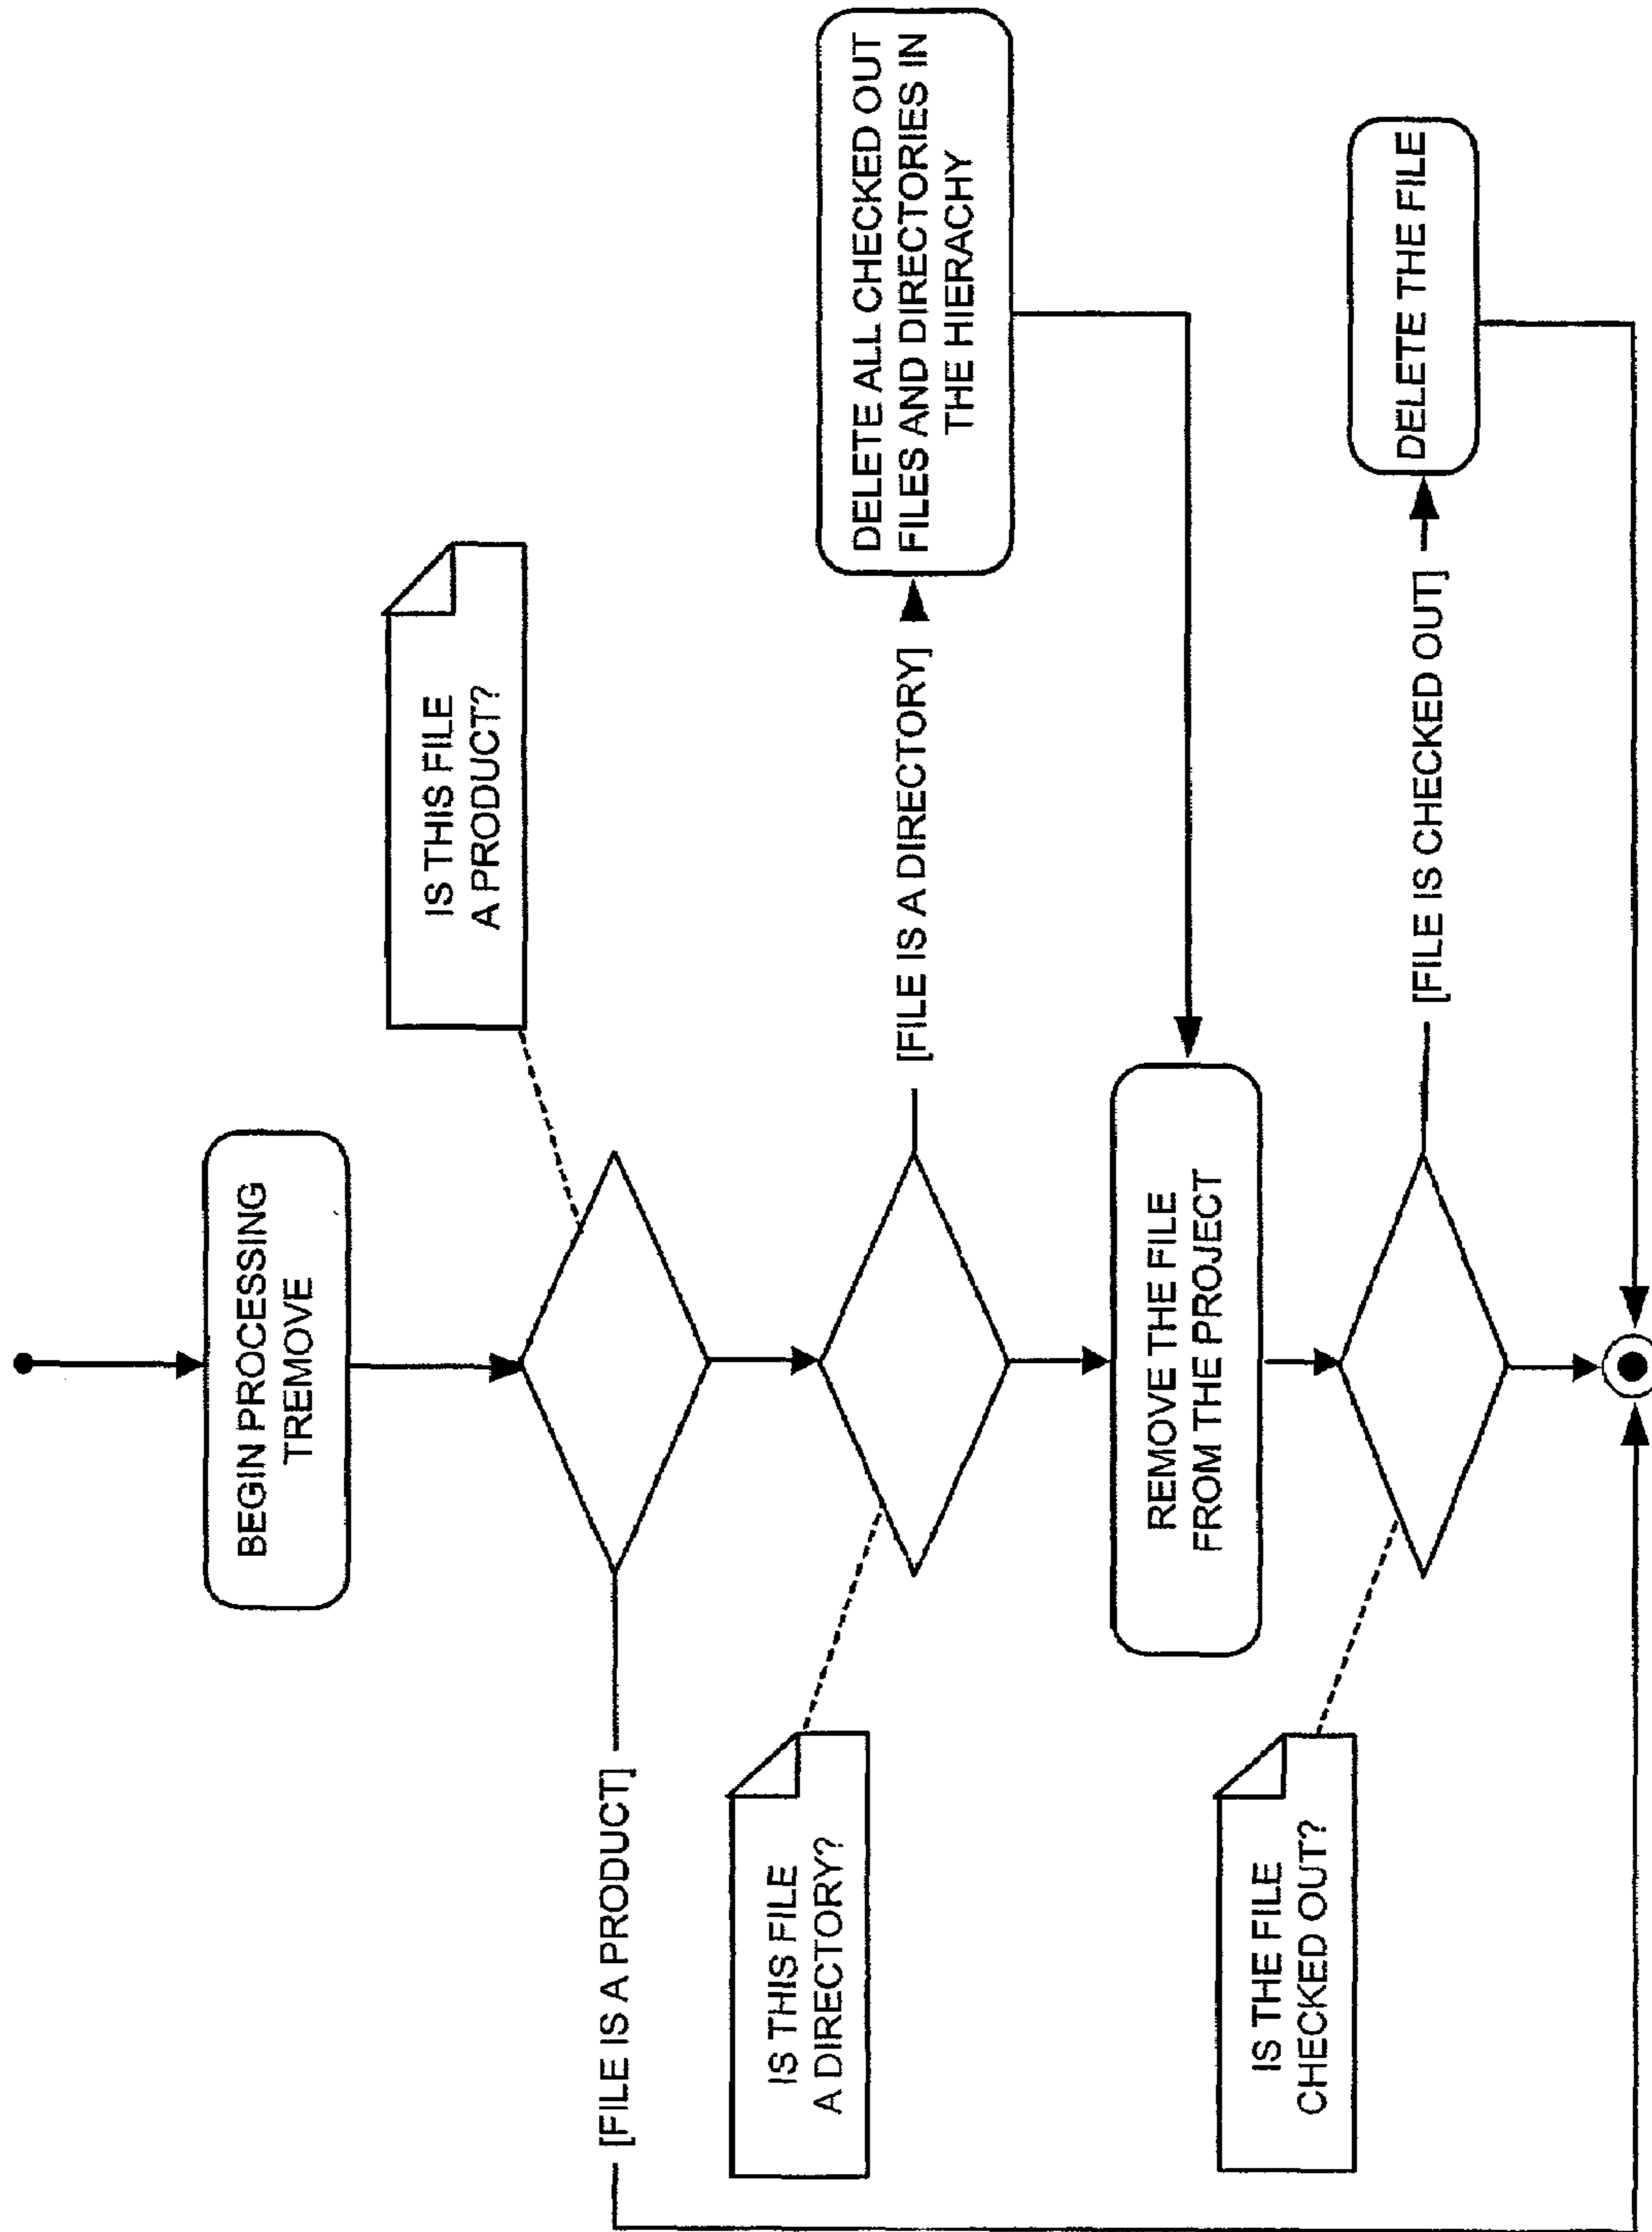 BEGIN PROCESSING
TREMOVE
IS THIS FILE
A PRODUCT?
[FILE IS A PRODUCT]
IS THIS FILE
A DIRECTORY?
[FILE IS A DIRECTORY]
DELETE ALL CHECKED OUT
FILES AND DIRECTORIES IN
THE HIERACHY
REMOVE THE FILE
FROM THE PROJECT
IS THE FILE
CHECKED OUT?
[FILE IS CHECKED OUT]
DELETE THE FILE